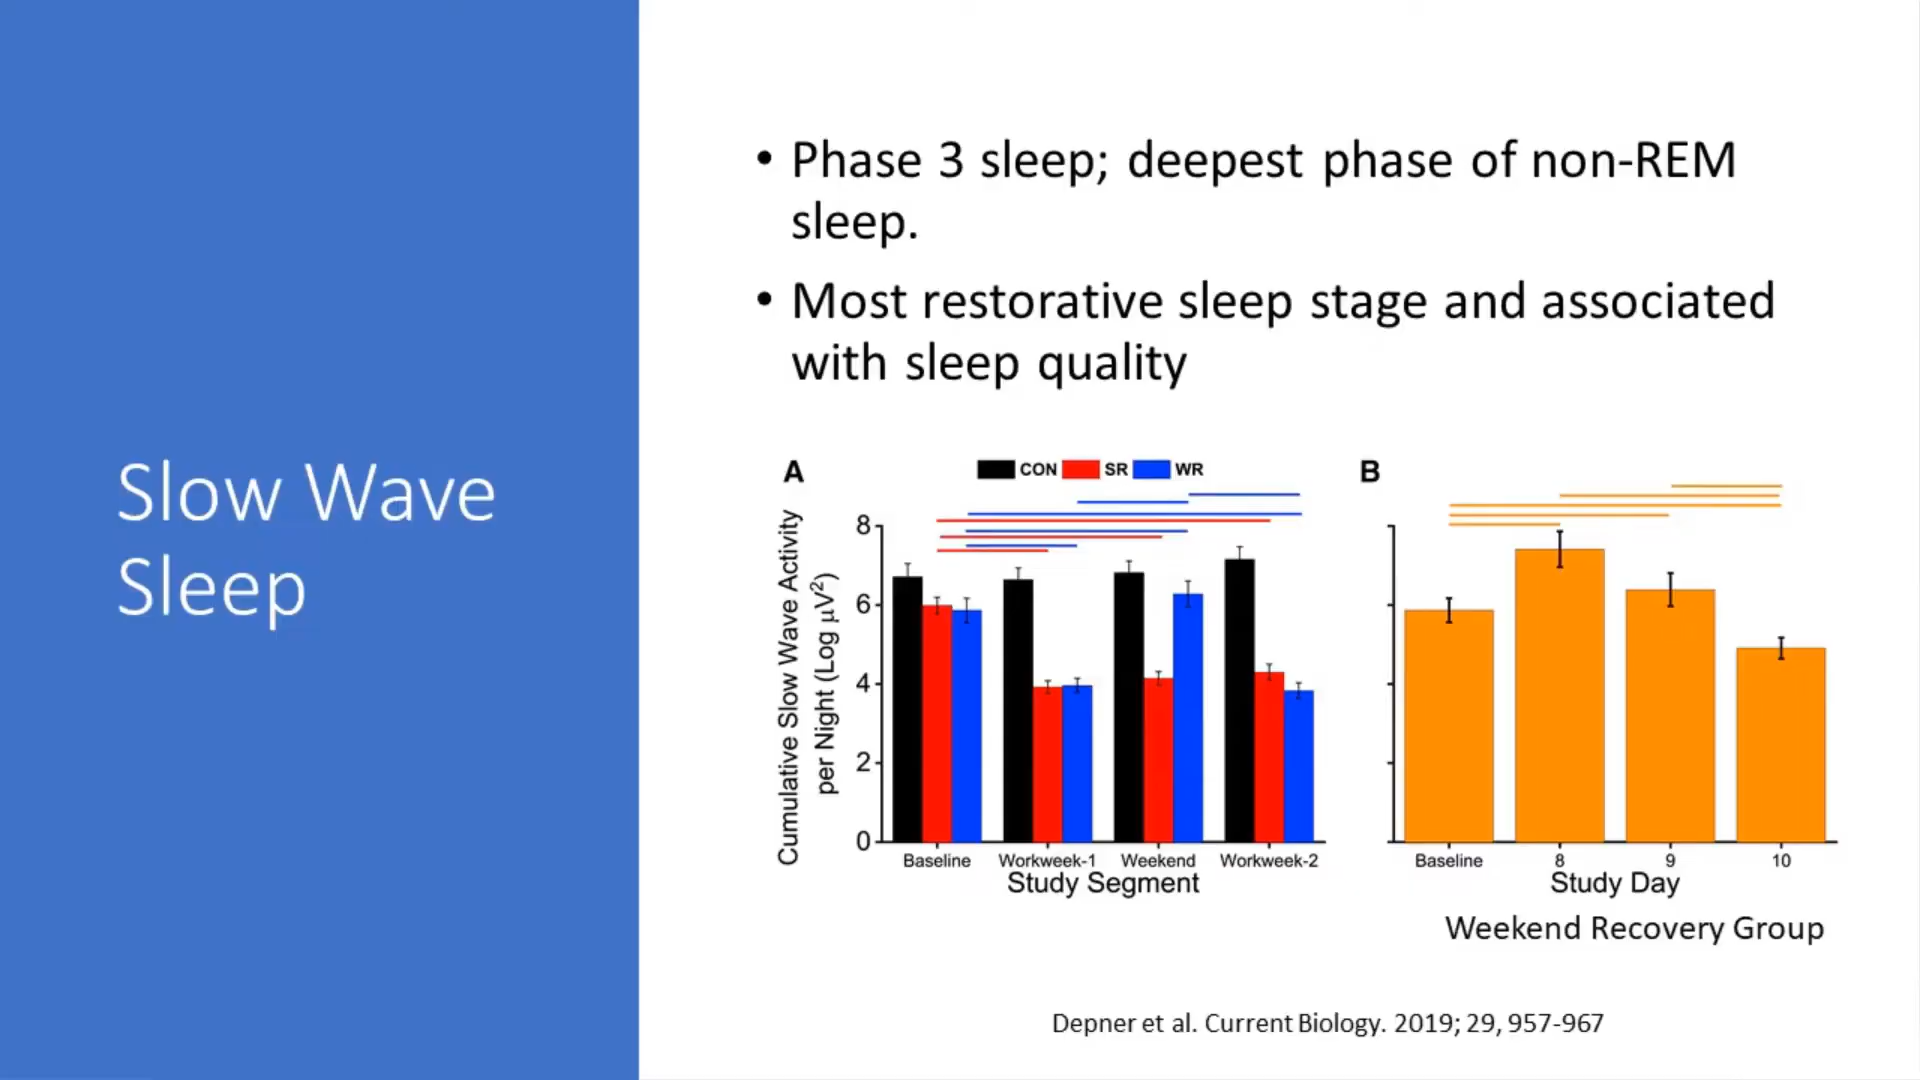 Slow Wave
Sleep
• Phase 3 sleep; deepest phase of non-REM
sleep.
• Most restorative sleep stage and associated
with sleep quality
A
CON SR WR
Cumulative Slow Wave Activity
per Night (Log µV²)
8
6
4
2
0
Baseline Workweek-1 Weekend Workweek-2
Study Segment
B
Baseline 8 9 10
Study Day
Weekend Recovery Group
Depner et al. Current Biology. 2019; 29, 957-967